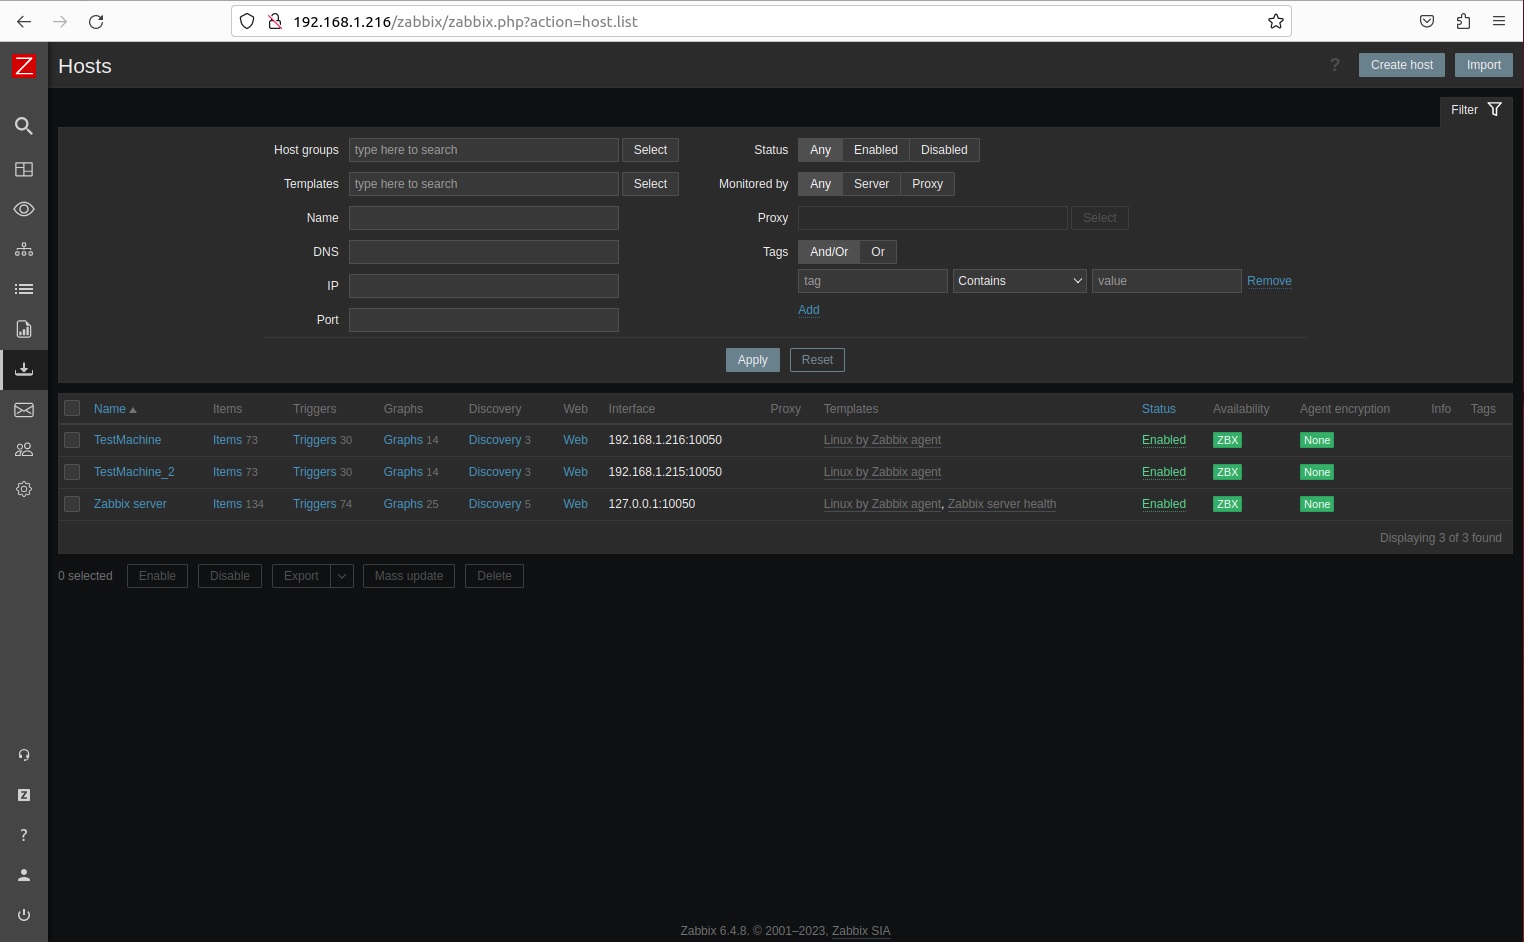 192.168.1.216/zabbix/zabbix.php?action=host.list
Z
Hosts
? Create host Import
Filter
Host groups type here to search Select Status Any Enabled Disabled
Templates type here to search Select Monitored by Any Server Proxy
Name Proxy Select
DNS Tags And/Or Or
IP tag Contains value Remove
Port Add
Apply Reset
Name Items Triggers Graphs Discovery Web Interface Proxy Templates Status Availability Agent encryption Info Tags
TestMachine Items 73 Triggers 30 Graphs 14 Discovery 3 Web 192.168.1.216:10050 Linux by Zabbix agent Enabled ZBX None
TestMachine_2 Items 73 Triggers 30 Graphs 14 Discovery 3 Web 192.168.1.215:10050 Linux by Zabbix agent Enabled ZBX None
Zabbix server Items 134 Triggers 74 Graphs 25 Discovery 5 Web 127.0.0.1:10050 Linux by Zabbix agent, Zabbix server health Enabled ZBX None
Displaying 3 of 3 found
0 selected Enable Disable Export Mass update Delete
Z
?
Zabbix 6.4.8. © 2001–2023, Zabbix SIA